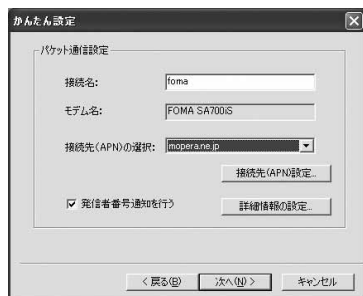 かんたん設定
パケット通信設定
接続名: foma
モデム名: FOMA SA700iS
接続先(APN)の選択: mopera.ne.jp
接続先(APN)設定...
発信者番号通知を行う 詳細情報の設定...
< 戻る(B) 次へ(N) > キャンセル